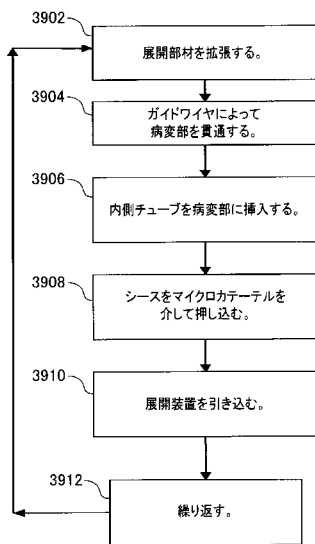 3902
展開部材を拡張する。
3904
ガイドワイヤによって
病変部を貫通する。
3906
内側チューブを病変部に挿入する。
3908
シースをマイクロカテーテルを
介して押し込む。
3910
展開装置を引き込む。
3912
繰り返す。